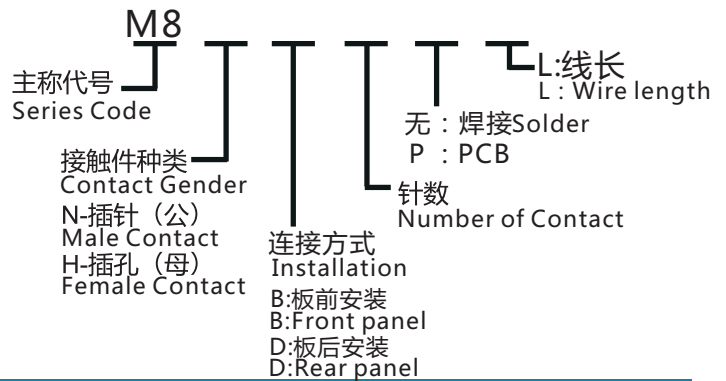 M8
主称代号
Series Code
接触件种类
Contact Gender
N-插针（公）
Male Contact
H-插孔（母）
Female Contact
连接方式
Installation
B:板前安装
B:Front panel
D:板后安装
D:Rear panel
针数
Number of Contact
无：焊接Solder
P ：PCB
L:线长
L：Wire length